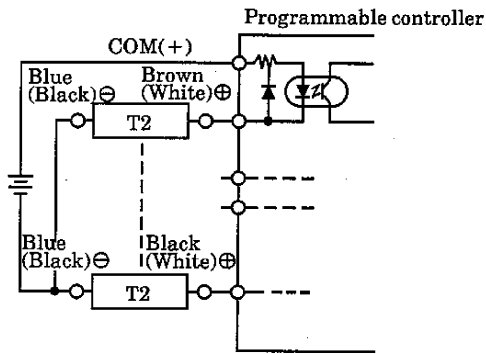 Programmable controller
COM(+)
Blue
(Black)⊖
Brown
(White)⊕
T2
Blue
(Black)⊖
Black
(White)⊕
T2